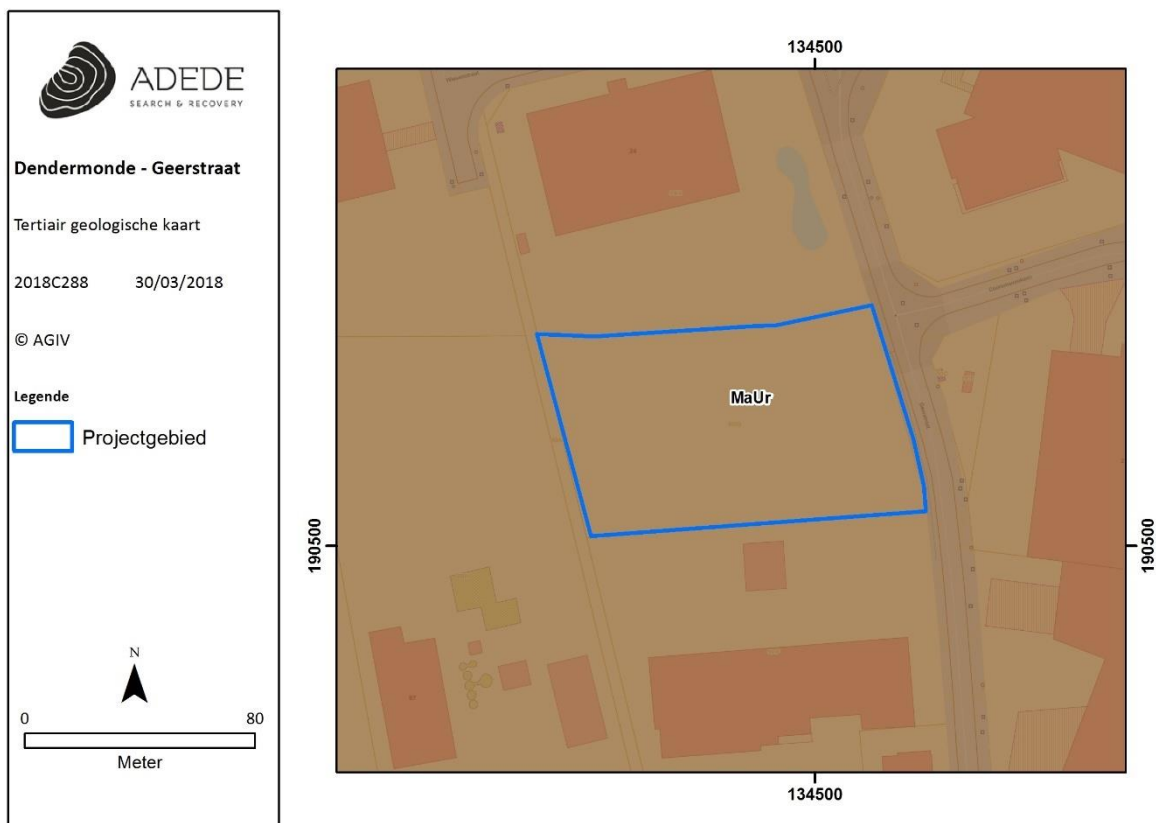 ADEDE
SEARCH & RECOVERY
Dendermonde - Geerstraat
Tertiair geologische kaart
2018C288 30/03/2018
© AGIV
Legende
Projectgebied
N
0 80
Meter
134500
190500
MaUr
190500
134500